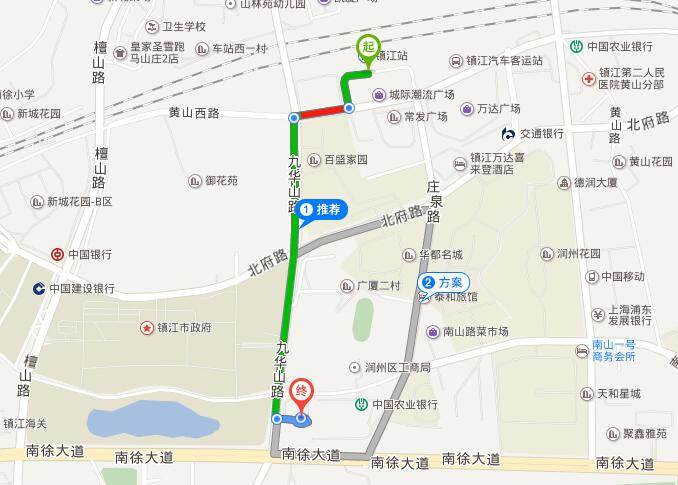 山林苑幼儿园
卫生学校
皇家圣雪跑
马山庄2店
车站西一村
檀山路
起
镇江站
镇江汽车客运站
中国农业银行
镇江第二人民
医院黄山分部
新城花园
黄山西路
城际潮流广场
常发广场
万达广场
交通银行
北府路
黄山路
檀山路
百盛家园
御花苑
九华山路
镇江万达喜
来登酒店
黄山花园
德润大厦
庄泉路
新城花园-B区
1 推荐
北府路
中国银行
北府路
华都名城
润州花园
中国建设银行
广厦二村
2 方案
泰和旅馆
中国移动
镇江市政府
南山路菜市场
上海浦东
发展银行
檀山路
九华山路
润州区工商局
南山一号
商务会所
终
中国农业银行
天和星城
镇江海关
聚鑫雅苑
南徐大道
南徐大道
南徐大道
南徐大道
南徐大道
南徐大道